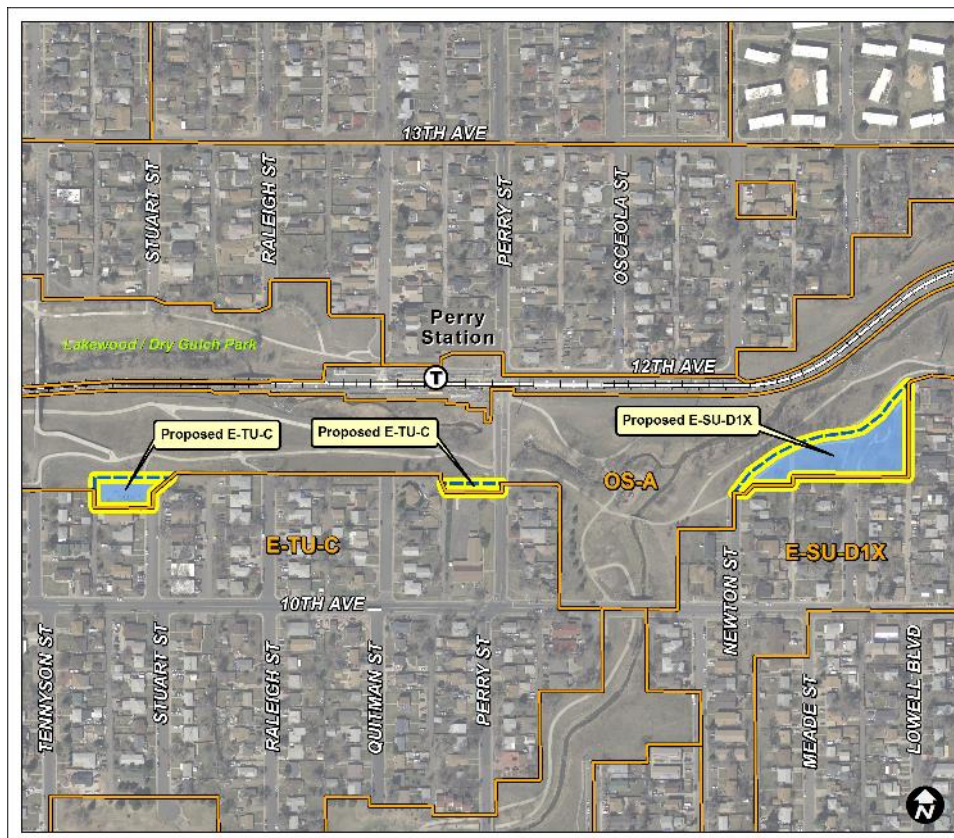 13TH AVE
STUART ST
RALEIGH ST
PERRY ST
OSCEOLA ST
Perry
Station
Lakewood / Dry Gulch Park
12TH AVE
T
Proposed E-TU-C
Proposed E-TU-C
Proposed E-SU-D1X
OS-A
E-TU-C
E-SU-D1X
10TH AVE
TENNYSON ST
STUART ST
RALEIGH ST
QUITMAN ST
PERRY ST
NEWTON ST
MEADE ST
LOWELL BLVD
N